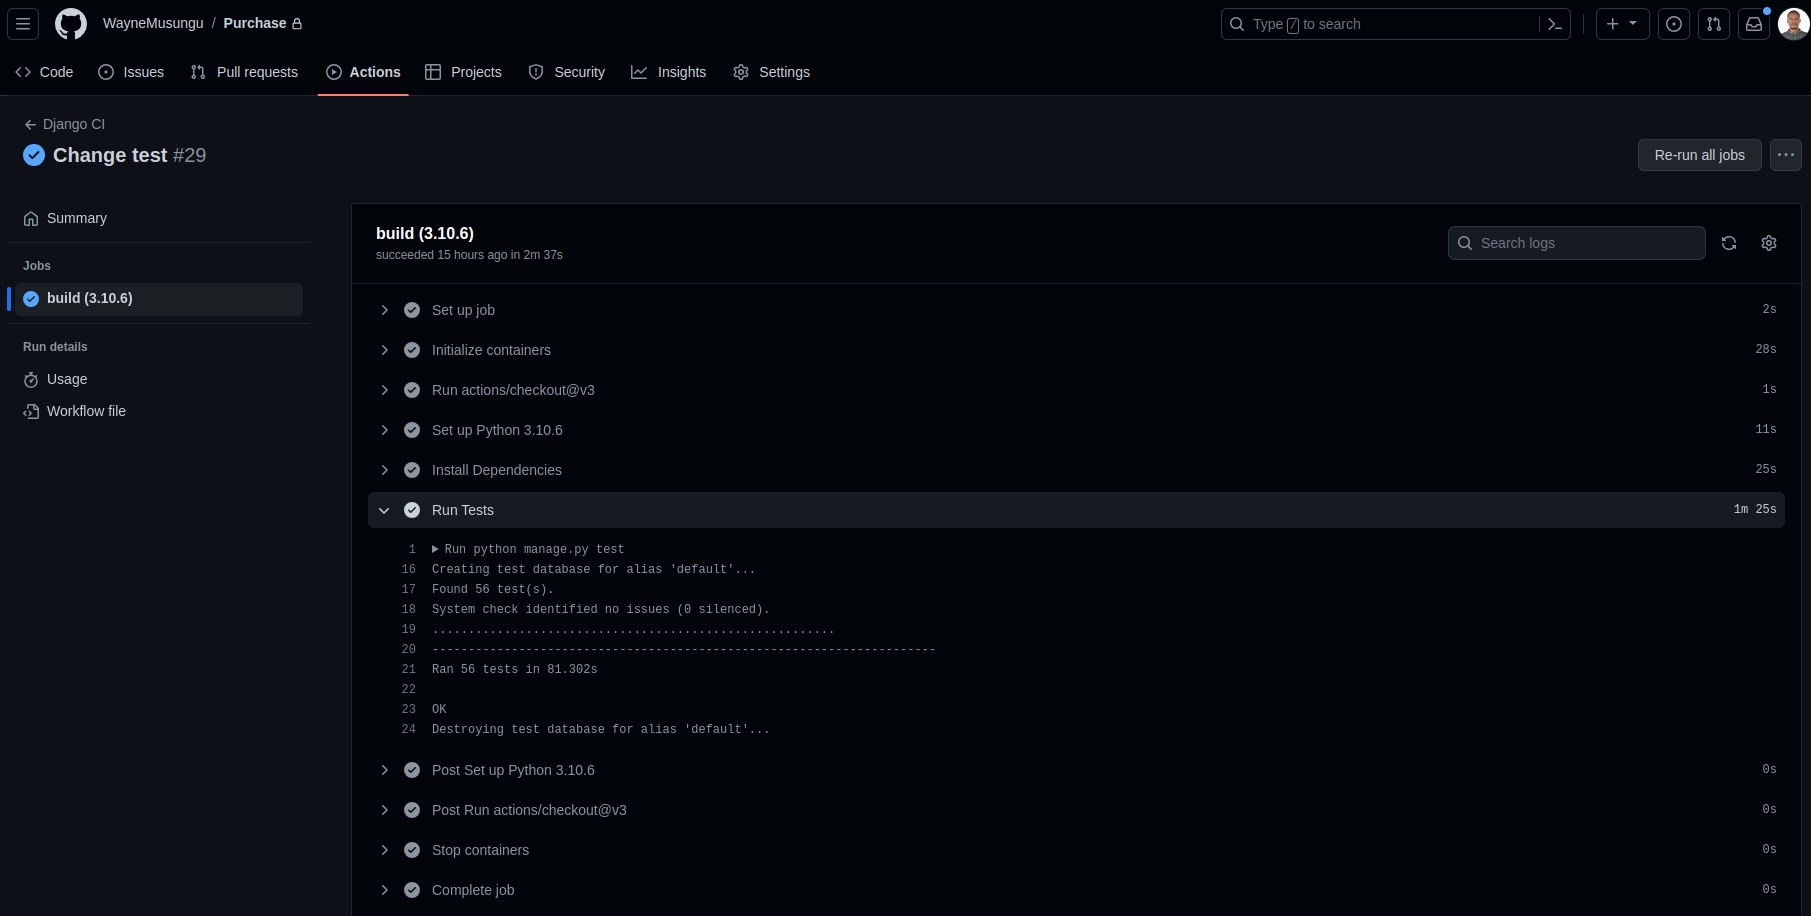 WayneMusungu / Purchase
Type / to search
Code Issues Pull requests Actions Projects Security Insights Settings
Django CI
Change test #29
Re-run all jobs
Summary
Jobs
build (3.10.6)
Run details
Usage
Workflow file
build (3.10.6)
succeeded 15 hours ago in 2m 37s
Search logs
Set up job 2s
Initialize containers 28s
Run actions/checkout@v3 1s
Set up Python 3.10.6 11s
Install Dependencies 25s
Run Tests 1m 25s
1 Run python manage.py test
16 Creating test database for alias 'default'...
17 Found 56 test(s).
18 System check identified no issues (0 silenced).
19 ........................................................
20 ----------------------------------------------------------------------
21 Ran 56 tests in 81.302s
22
23 OK
24 Destroying test database for alias 'default'...
Post Set up Python 3.10.6 0s
Post Run actions/checkout@v3 0s
Stop containers 0s
Complete job 0s